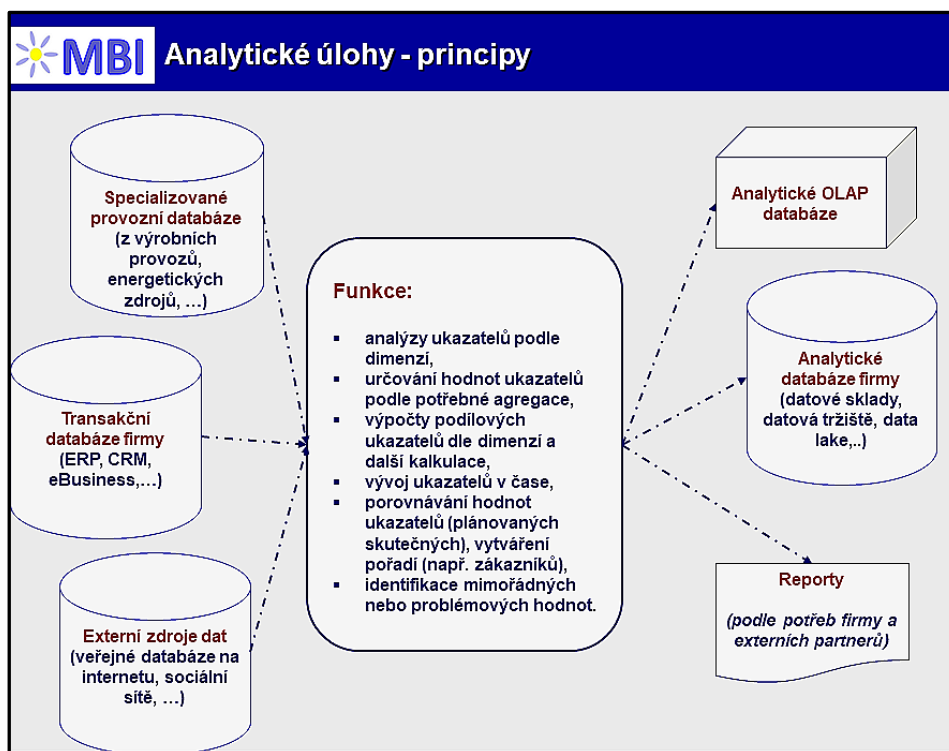 MBI
Analytické úlohy - principy
Specializované
provozní databáze
(z výrobních
provozů,
energetických
zdrojů, …)
Transakční
databáze firmy
(ERP, CRM,
eBusiness,…)
Externí zdroje dat
(veřejné databáze na
internetu, sociální
sítě, …)
Funkce:
▪ analýzy ukazatelů podle
dimenzí,
▪ určování hodnot ukazatelů
podle potřebné agregace,
▪ výpočty podílových
ukazatelů dle dimenzí a
další kalkulace,
▪ vývoj ukazatelů v čase,
▪ porovnávání hodnot
ukazatelů (plánovaných
skutečných), vytváření
pořadí (např. zákazníků),
▪ identifikace mimořádných
nebo problémových hodnot.
Analytické OLAP
databáze
Analytické
databáze firmy
(datové sklady,
datová tržiště, data
lake,..)
Reporty
(podle potřeb firmy a
externích partnerů)